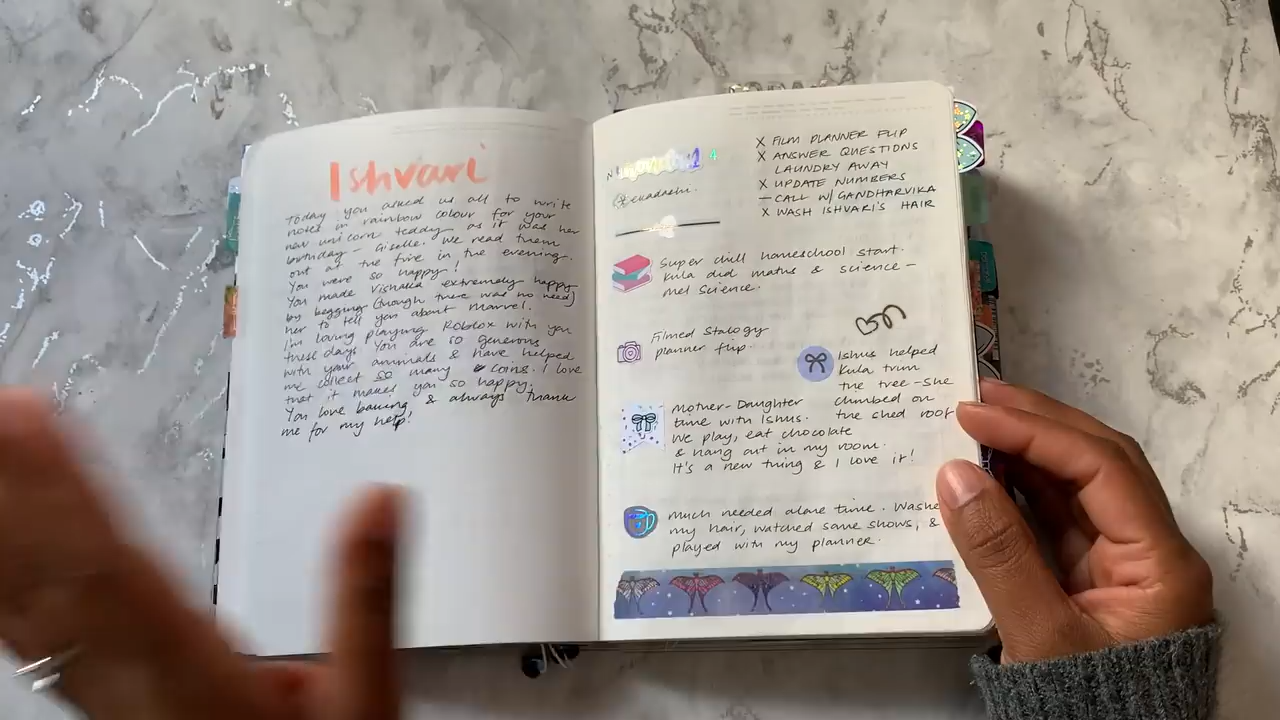 Ishvari
Today you asked us all to write
notes in rainbow colour for your
new unicorn teddy as it was her
birthday - Giselle. We read them
out at the fire in the evening.
You were so happy!
You made Vishaka extremely happy
by begging (though there was no need)
her to tell you about Marvel.
I'm loving playing Roblox with you
these days. You are so generous
with your animals & have helped
me collect so many coins. I love
that it makes you so happy.
You love baking & always thank
me for my help!
X FILM PLANNER FLIP
X ANSWER QUESTIONS
LAUNDRY AWAY
X UPDATE NUMBERS
— CALL W/ GANDHARVIKA
X WASH ISHVARI'S HAIR
4
Ekadasi.
Super chill homeschool start.
Kula did maths & science -
met science.
Filmed Stalogy
planner flip.
Ishus helped
Kula trim
the tree - she
climbed on
the shed roof
Mother-Daughter
time with Ishus.
We play, eat chocolate
& hang out in my room.
It's a new thing & I love it!
Much needed alone time. Washed
my hair, watched some shows, &
played with my planner.